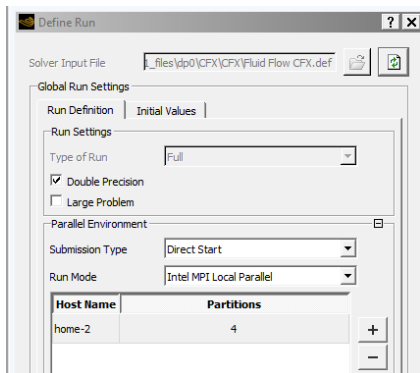 Define Run
? X
Solver Input File 1_files\dp0\CFX\CFX\Fluid Flow CFX.def
Global Run Settings
Run Definition Initial Values
Run Settings
Type of Run Full
Double Precision
Large Problem
Parallel Environment
Submission Type Direct Start
Run Mode Intel MPI Local Parallel
Host Name Partitions
home-2 4
+
−